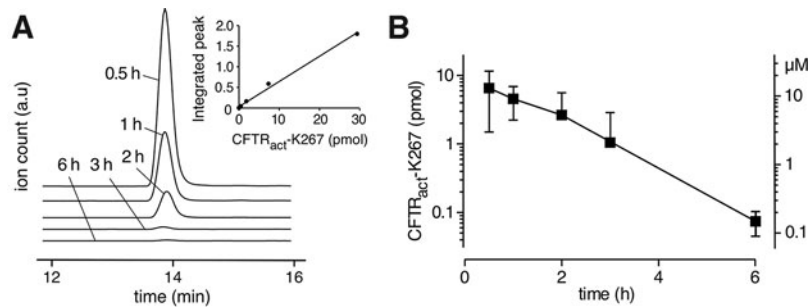 A
ion count (a.u)
0.5 h
1 h
2 h
3 h
6 h
12
14
16
time (min)
Integrated peak
2.0
1.5
1.0
0.5
0
0
10
20
30
CFTRact-K267 (pmol)
B
CFTRact-K267 (pmol)
10
1
0.1
µM
10
1
0.1
0
2
4
6
time (h)